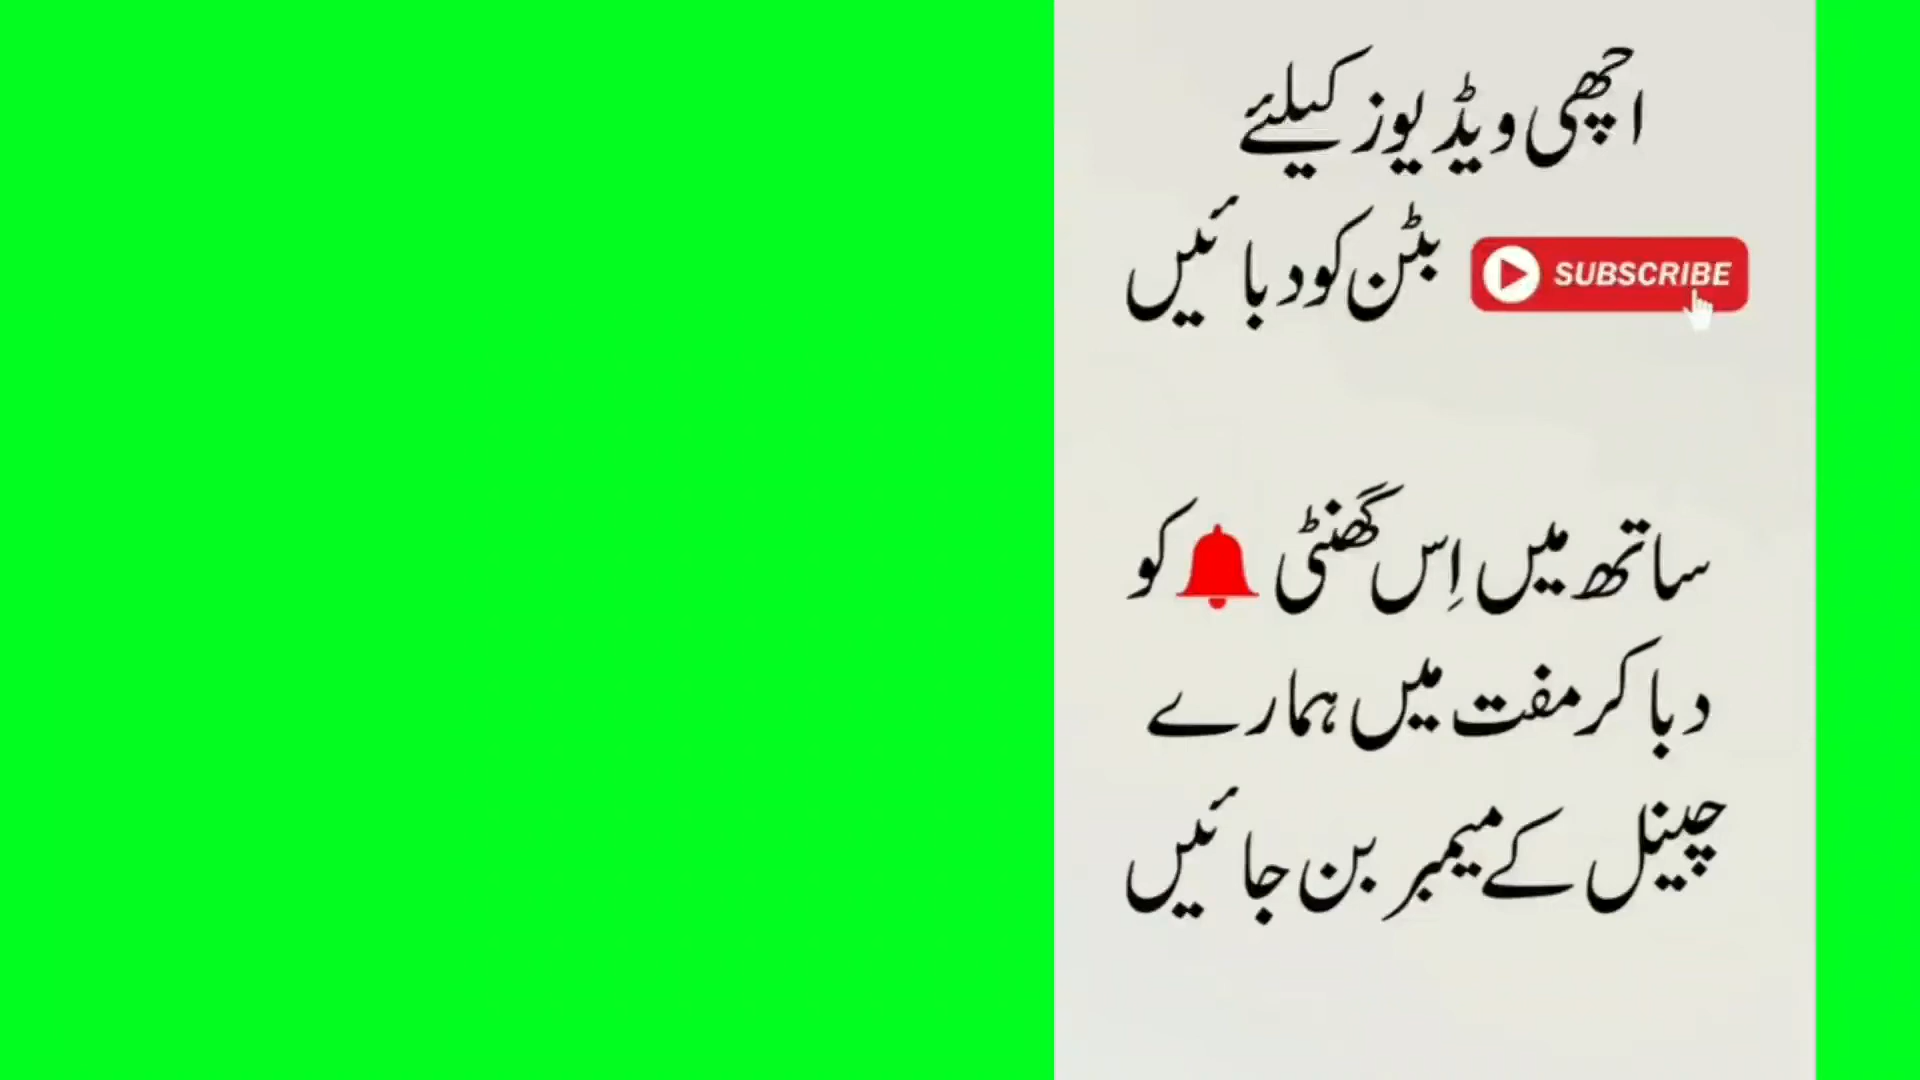 اچھی ویڈیوز کیلئے
SUBSCRIBE بٹن کو دبائیں
ساتھ میں اِس گھنٹی کو
دبا کر مفت میں ہمارے
چینل کے میمبر بن جائیں